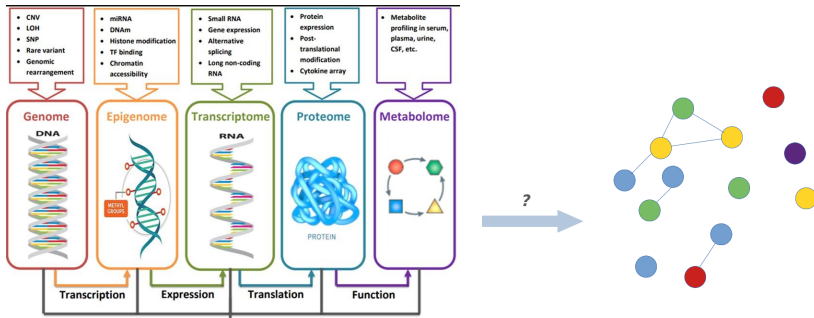 • CNV
• LOH
• SNP
• Rare variant
• Genomic
rearrangement
• miRNA
• DNAm
• Histone modification
• TF binding
• Chromatin
accessibility
• Small RNA
• Gene expression
• Alternative
splicing
• Long non-coding
RNA
• Protein
expression
• Post-
translational
modification
• Cytokine array
• Metabolite
profiling in serum,
plasma, urine,
CSF, etc.
Genome
Epigenome
Transcriptome
Proteome
Metabolome
DNA
METHYL
GROUPS
RNA
PROTEIN
?
Transcription
Expression
Translation
Function